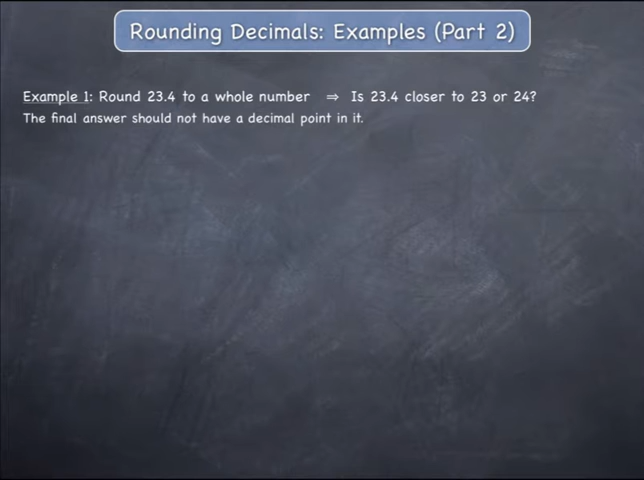 Rounding Decimals: Examples (Part 2)
Example 1: Round 23.4 to a whole number ⇒ Is 23.4 closer to 23 or 24?
The final answer should not have a decimal point in it.